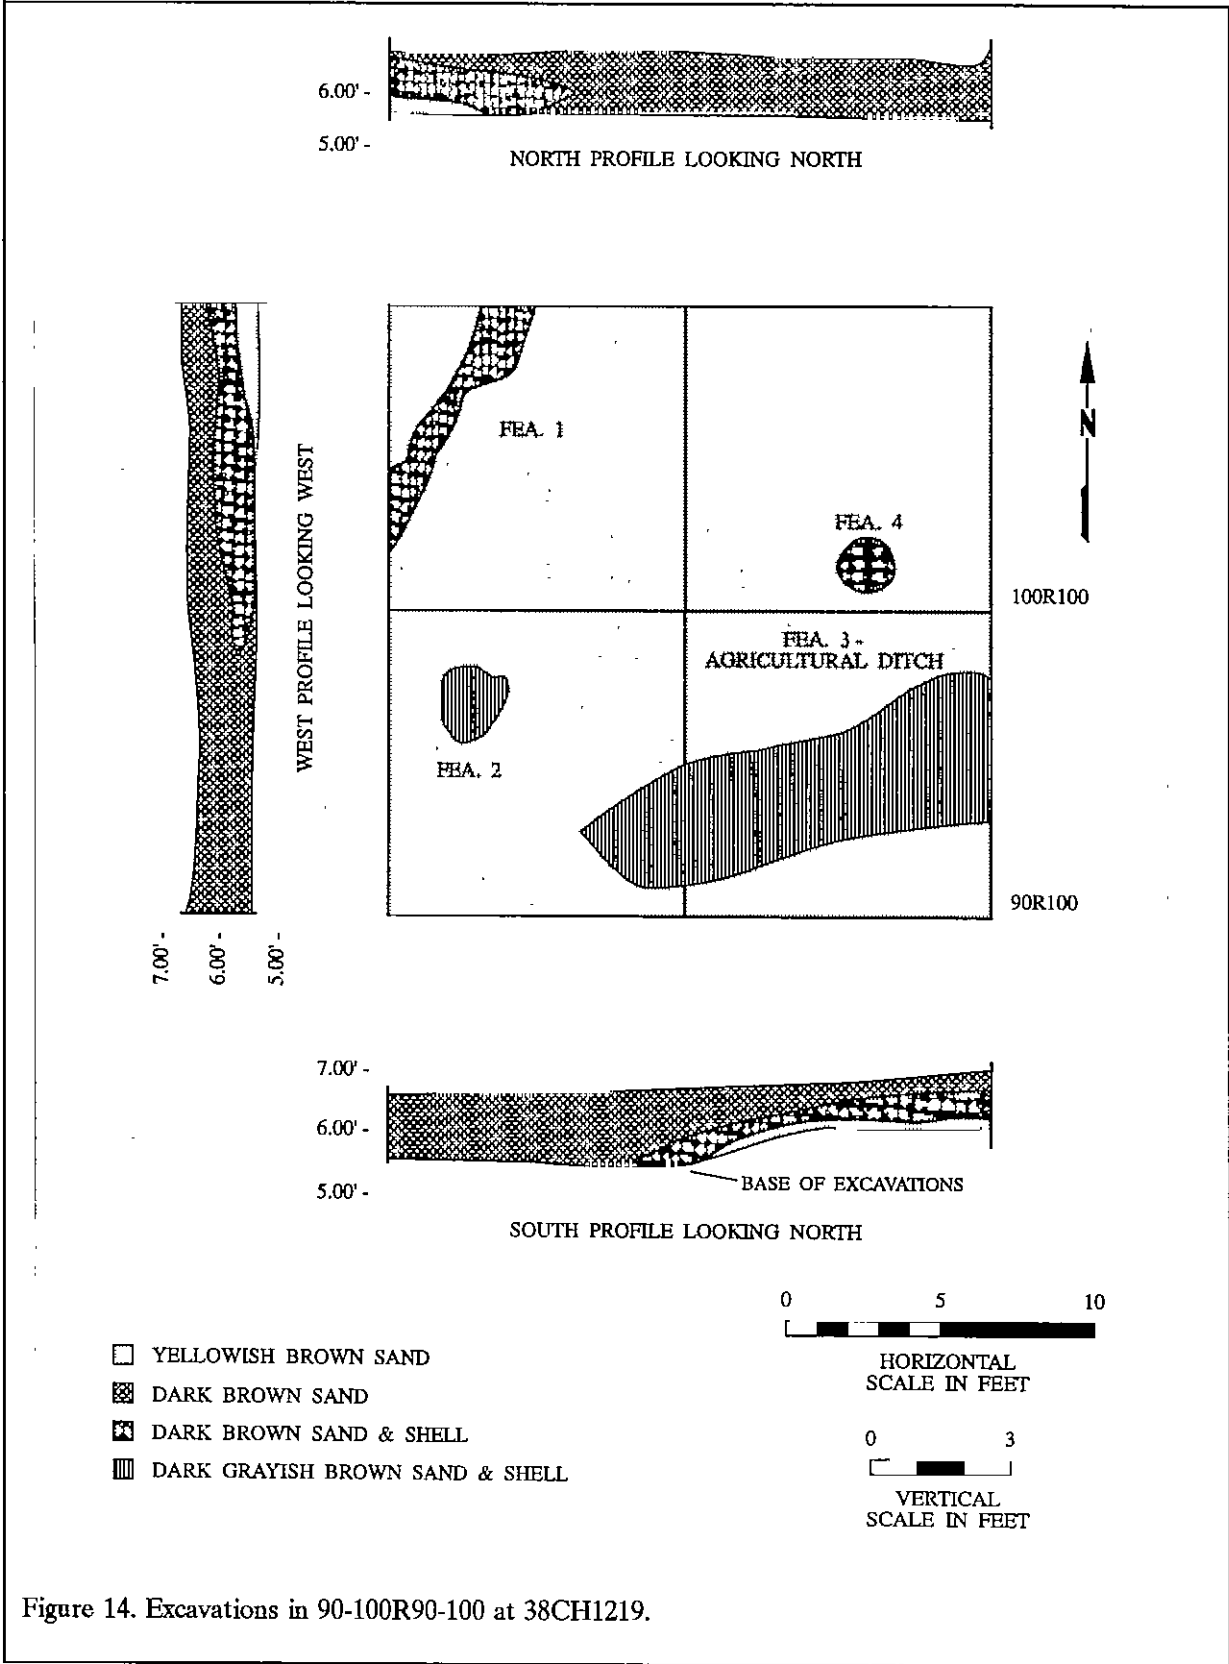 6.00' -
5.00' -
NORTH PROFILE LOOKING NORTH
WEST PROFILE LOOKING WEST
7.00' -
6.00' -
5.00' -
FEA. 1
FEA. 4
N
100R100
FEA. 3 -
AGRICULTURAL DITCH
FEA. 2
90R100
7.00' -
6.00' -
5.00' -
BASE OF EXCAVATIONS
SOUTH PROFILE LOOKING NORTH
0 5 10
HORIZONTAL
SCALE IN FEET
0 3
VERTICAL
SCALE IN FEET
YELLOWISH BROWN SAND
DARK BROWN SAND
DARK BROWN SAND & SHELL
DARK GRAYISH BROWN SAND & SHELL
Figure 14. Excavations in 90-100R90-100 at 38CH1219.